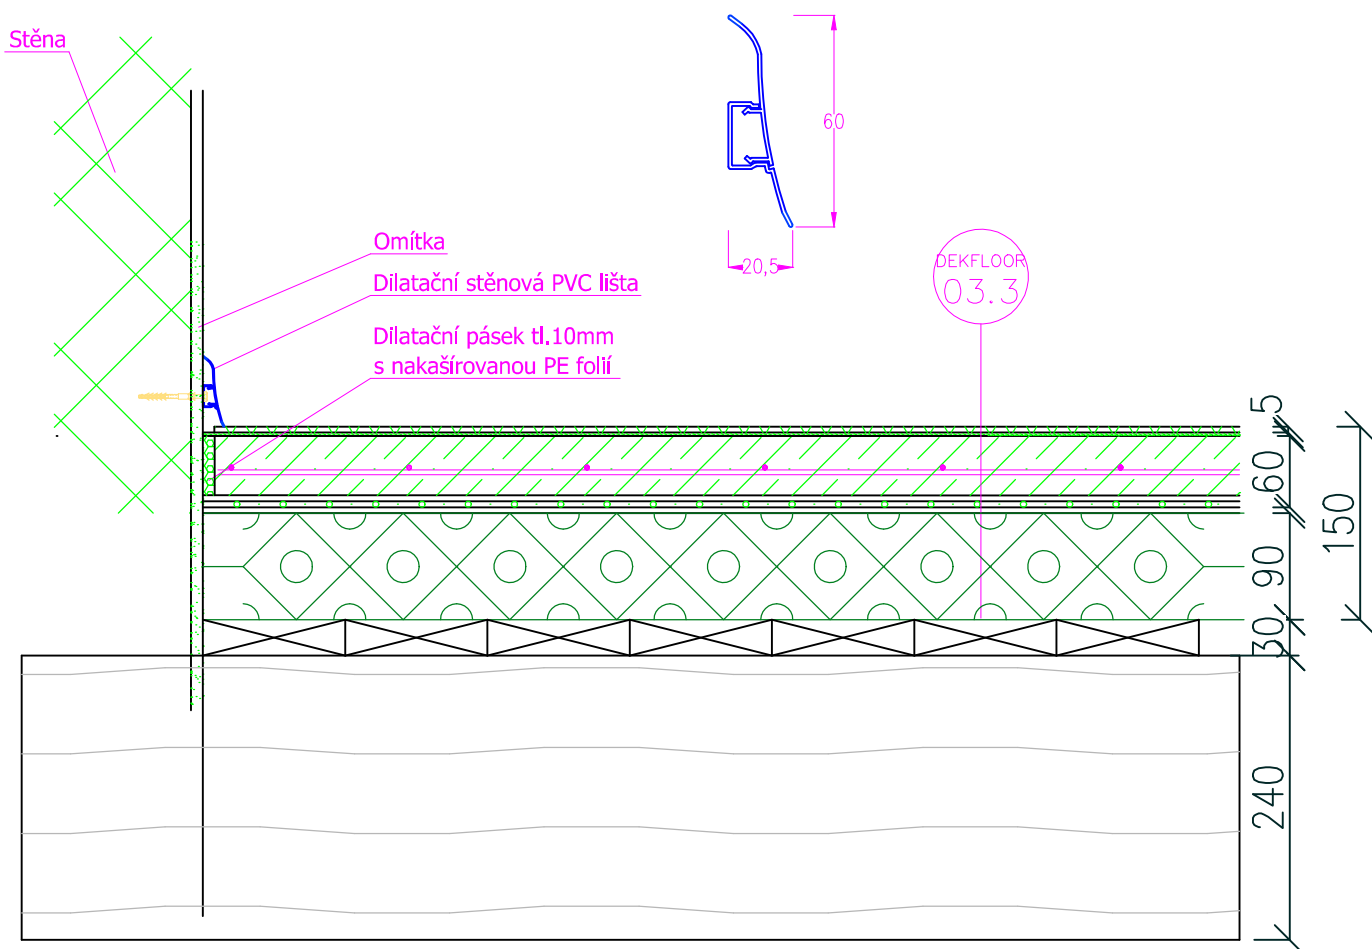 Stěna
60
20,5
Omítka
Dilatační stěnová PVC lišta
Dilatační pásek tl.10mm
s nakašírovanou PE folií
DEKFLOOR
03.3
5
60
150
90
30
240